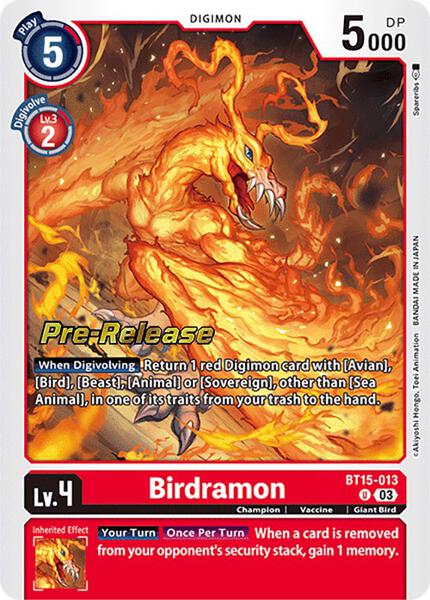 DIGIMON
Play
5
DP
5000
Digivolve
Lv.3
2
Spareribs
©Akiyoshi Hongo, Toei Animation BANDAI MADE IN JAPAN
Pre-Release
When Digivolving Return 1 red Digimon card with [Avian],
[Bird], [Beast], [Animal] or [Sovereign], other than [Sea
Animal], in one of its traits from your trash to the hand.
Lv.4
Birdramon
BT15-013
U 03
Champion | Vaccine | Giant Bird
Inherited Effect
Your Turn Once Per Turn When a card is removed
from your opponent's security stack, gain 1 memory.